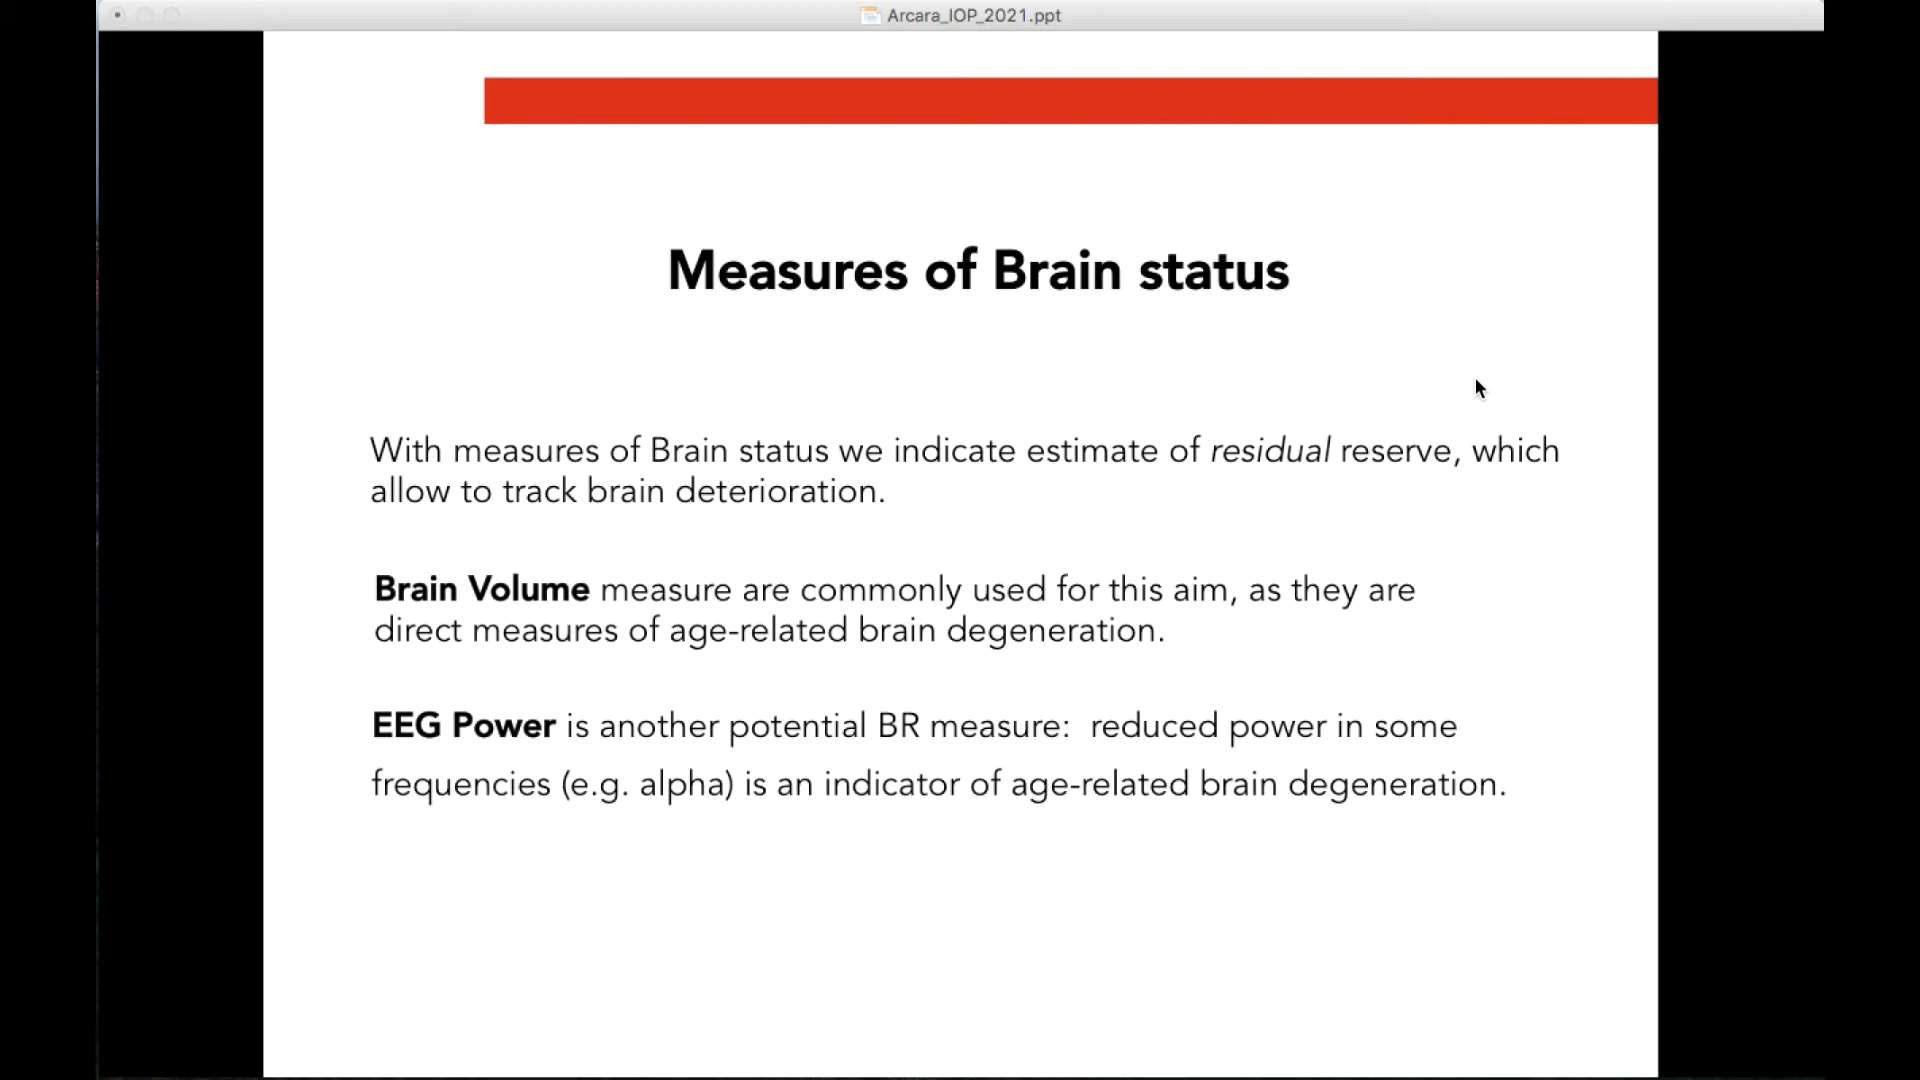 Arcara_IOP_2021.ppt
Measures of Brain status
With measures of Brain status we indicate estimate of residual reserve, which
allow to track brain deterioration.
Brain Volume measure are commonly used for this aim, as they are
direct measures of age-related brain degeneration.
EEG Power is another potential BR measure:  reduced power in some
frequencies (e.g. alpha) is an indicator of age-related brain degeneration.